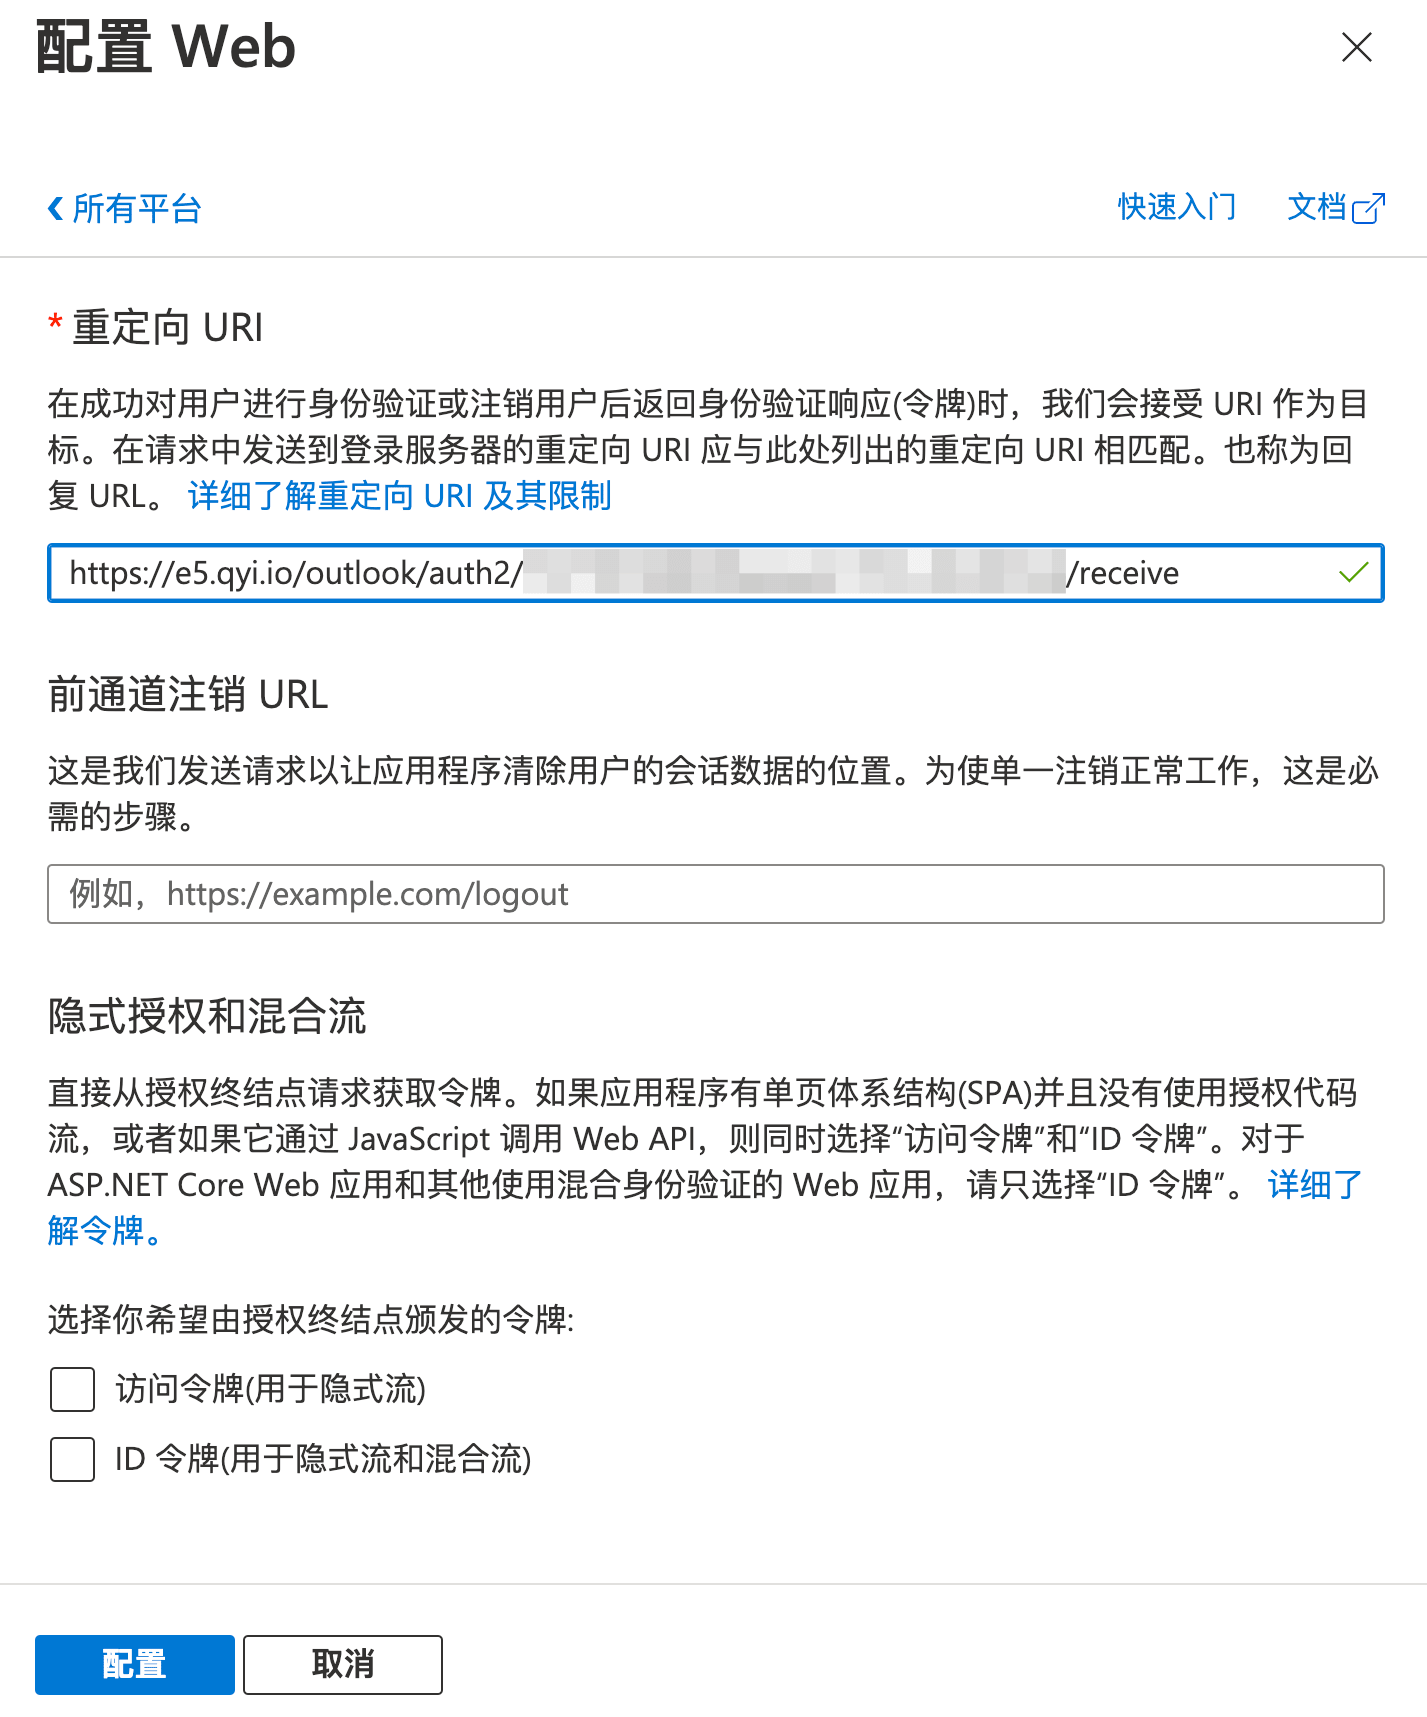 配置 Web
所有平台
快速入门
文档
* 重定向 URI
在成功对用户进行身份验证或注销用户后返回身份验证响应(令牌)时，我们会接受 URI 作为目
标。在请求中发送到登录服务器的重定向 URI 应与此处列出的重定向 URI 相匹配。也称为回
复 URL。 详细了解重定向 URI 及其限制
https://e5.qyi.io/outlook/auth2/ /receive
前通道注销 URL
这是我们发送请求以让应用程序清除用户的会话数据的位置。为使单一注销正常工作，这是必
需的步骤。
例如，https://example.com/logout
隐式授权和混合流
直接从授权终结点请求获取令牌。如果应用程序有单页体系结构(SPA)并且没有使用授权代码
流，或者如果它通过 JavaScript 调用 Web API，则同时选择“访问令牌”和“ID 令牌”。对于
ASP.NET Core Web 应用和其他使用混合身份验证的 Web 应用，请只选择“ID 令牌”。 详细了
解令牌。
选择你希望由授权终结点颁发的令牌:
访问令牌(用于隐式流)
ID 令牌(用于隐式流和混合流)
配置
取消